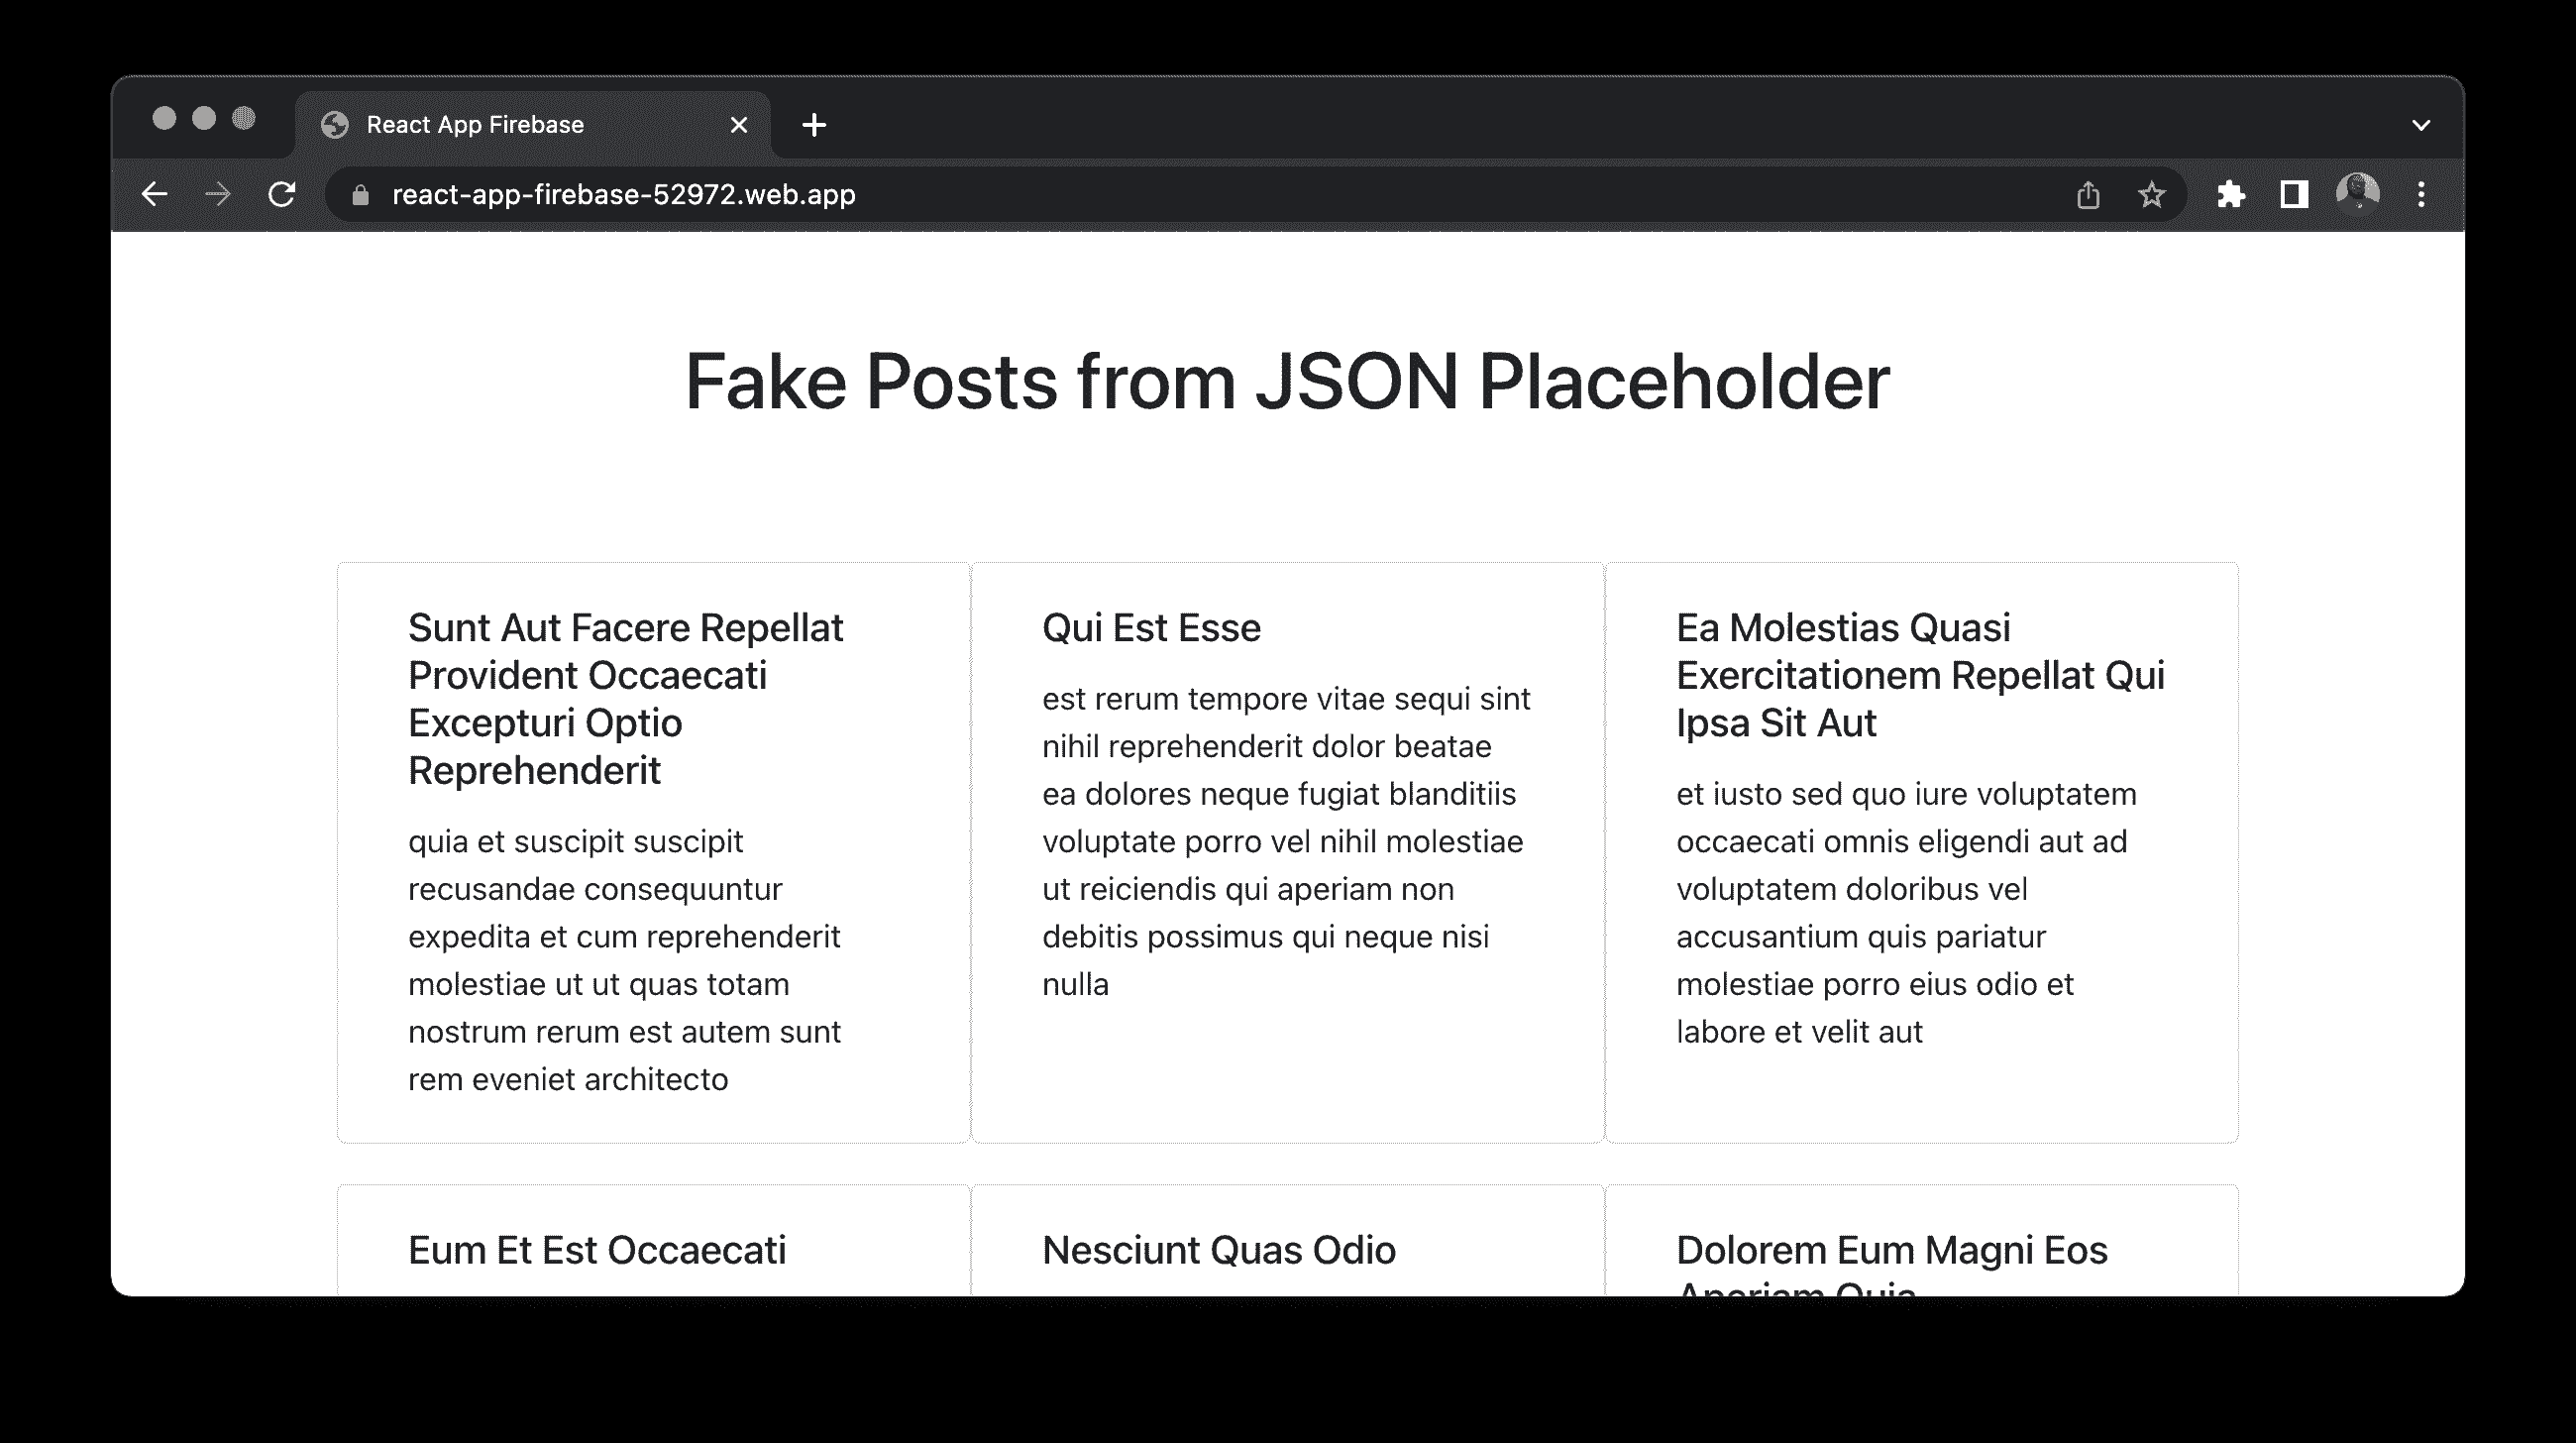 React App Firebase
react-app-firebase-52972.web.app
Fake Posts from JSON Placeholder
Sunt Aut Facere Repellat
Provident Occaecati
Excepturi Optio
Reprehenderit
quia et suscipit suscipit
recusandae consequuntur
expedita et cum reprehenderit
molestiae ut ut quas totam
nostrum rerum est autem sunt
rem eveniet architecto
Qui Est Esse
est rerum tempore vitae sequi sint
nihil reprehenderit dolor beatae
ea dolores neque fugiat blanditiis
voluptate porro vel nihil molestiae
ut reiciendis qui aperiam non
debitis possimus qui neque nisi
nulla
Ea Molestias Quasi
Exercitationem Repellat Qui
Ipsa Sit Aut
et iusto sed quo iure voluptatem
occaecati omnis eligendi aut ad
voluptatem doloribus vel
accusantium quis pariatur
molestiae porro eius odio et
labore et velit aut
Eum Et Est Occaecati
Nesciunt Quas Odio
Dolorem Eum Magni Eos
Aperiam Quia